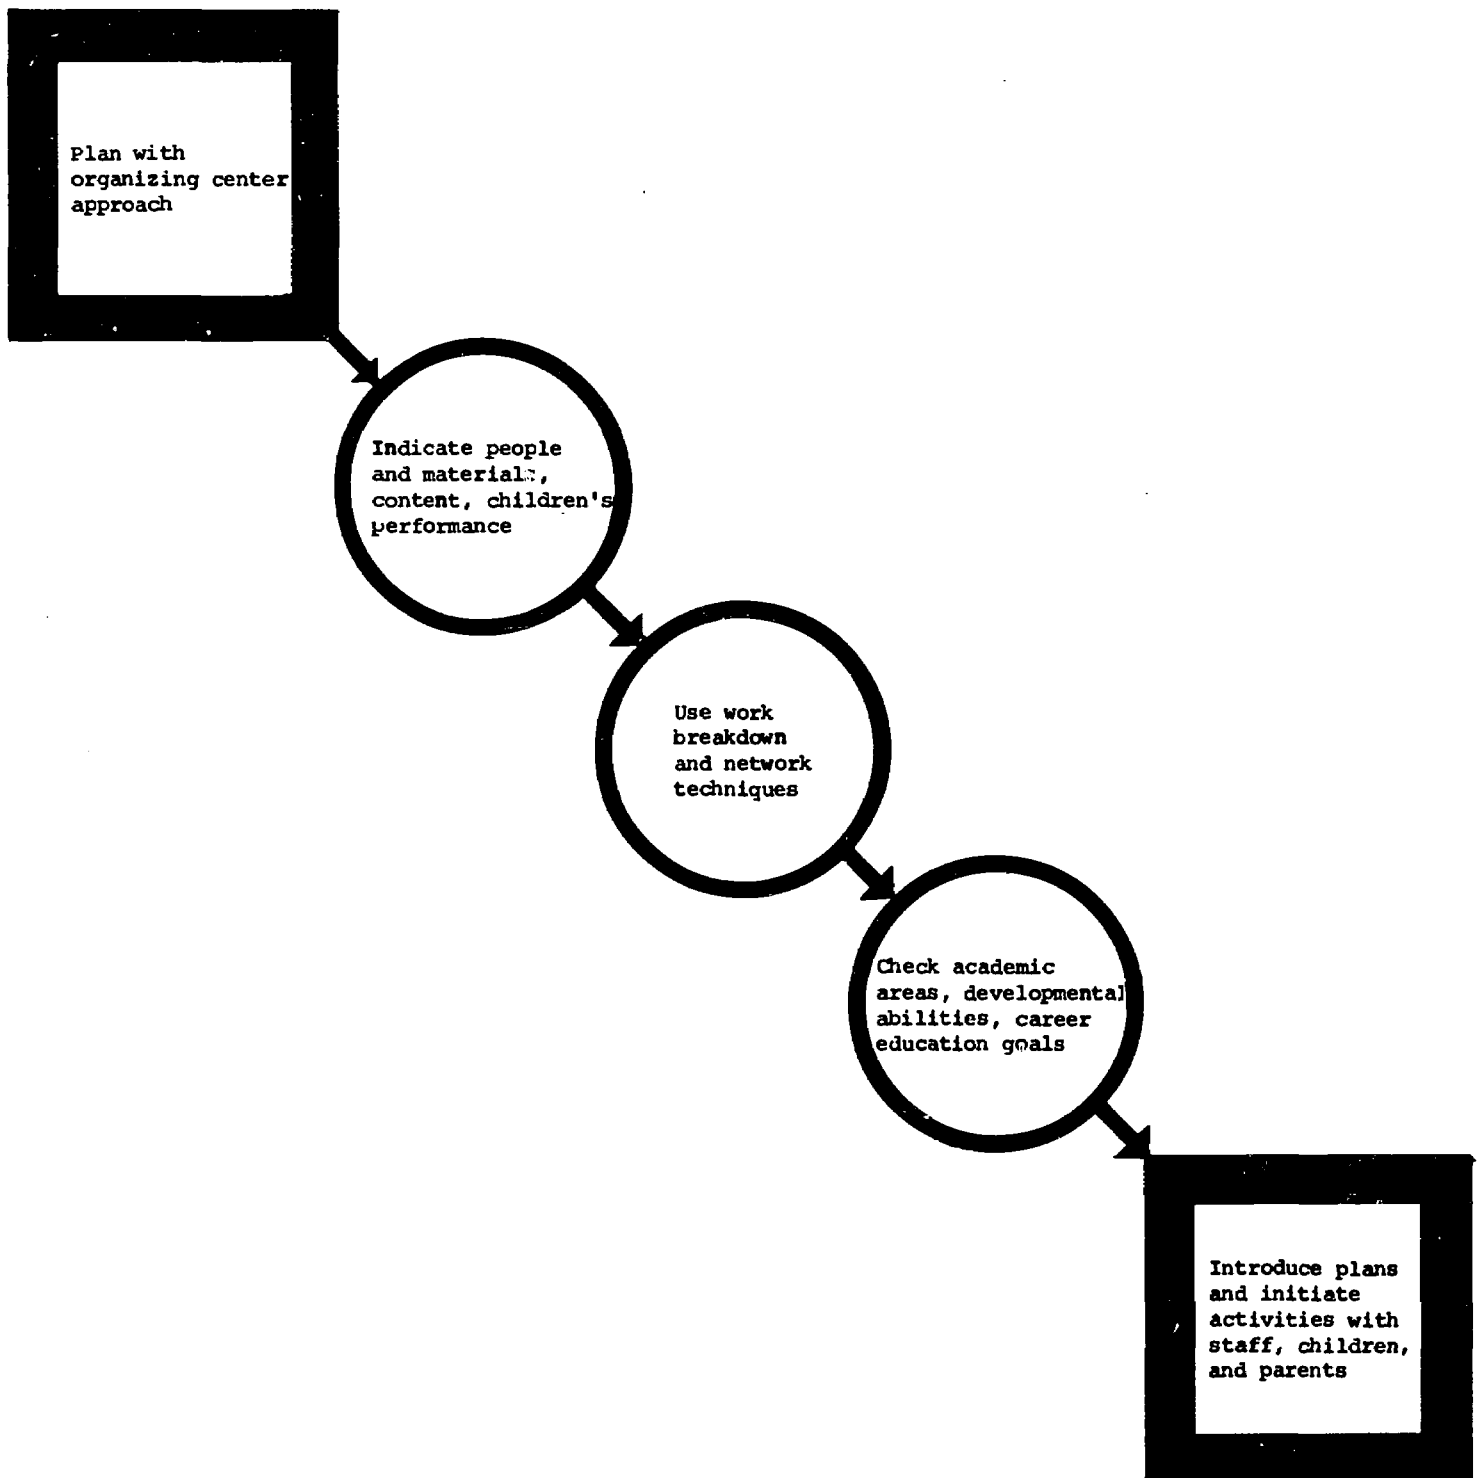 Plan with
organizing center
approach
Indicate people
and materials,
content, children's
performance
Use work
breakdown
and network
techniques
Check academic
areas, developmental
abilities, career
education goals
Introduce plans
and initiate
activities with
staff, children,
and parents